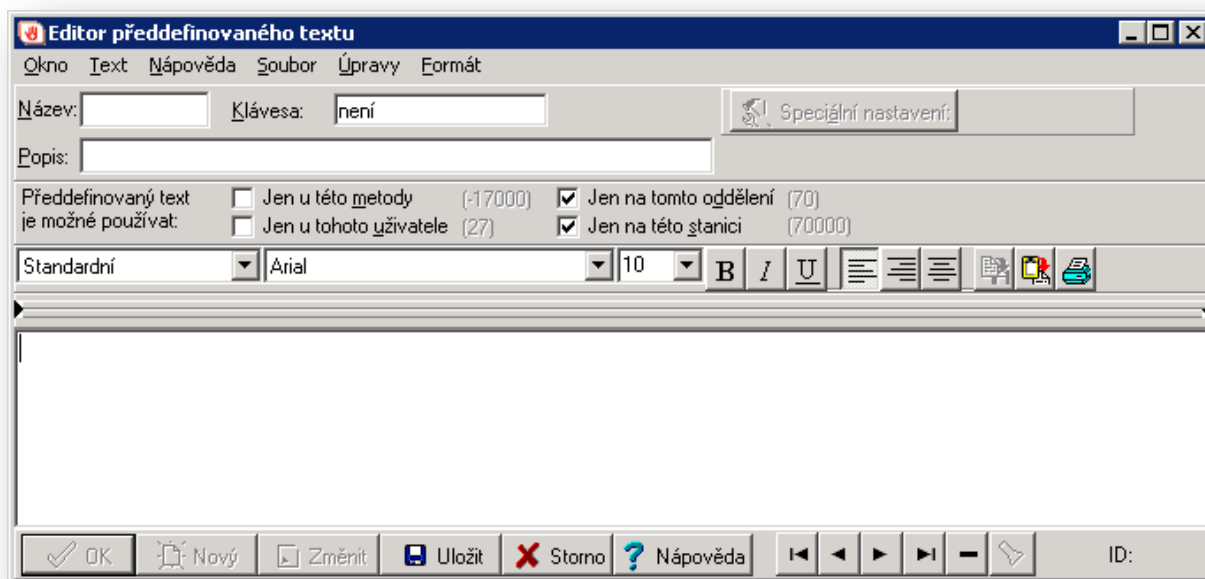 Editor předdefinovaného textu
Okno Text Nápověda Soubor Úpravy Formát
Název: Klávesa: není Speciální nastavení:
Popis:
Předdefinovaný text Jen u této metody (-17000) Jen na tomto oddělení (70)
je možné používat: Jen u tohoto uživatele (27) Jen na této stanici (70000)
Standardní Arial 10 B I U
OK Nový Změnit Uložit Storno Nápověda ID: